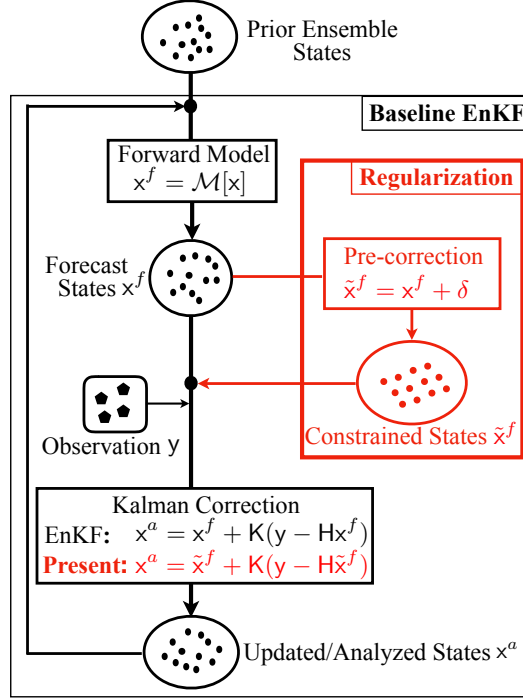 Prior Ensemble
States
Baseline EnKF
Forward Model
x^f = ℳ[x]
Regularization
Forecast
States x^f
Pre-correction
x̃^f = x^f + δ
Observation y
Constrained States x̃^f
Kalman Correction
EnKF: x^a = x^f + K(y − Hx^f)
Present: x^a = x̃^f + K(y − Hx̃^f)
Updated/Analyzed States x^a